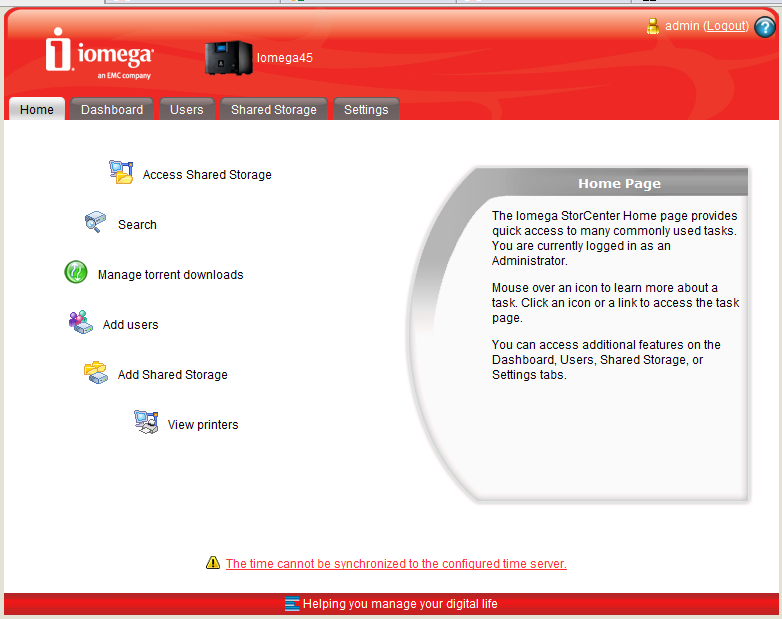 admin (Logout)
iomega
an EMC company
Iomega45
Home
Dashboard
Users
Shared Storage
Settings
Access Shared Storage
Search
Manage torrent downloads
Add users
Add Shared Storage
View printers
Home Page
The Iomega StorCenter Home page provides
quick access to many commonly used tasks.
You are currently logged in as an
Administrator.
Mouse over an icon to learn more about a
task. Click an icon or a link to access the task
page.
You can access additional features on the
Dashboard, Users, Shared Storage, or
Settings tabs.
The time cannot be synchronized to the configured time server.
Helping you manage your digital life